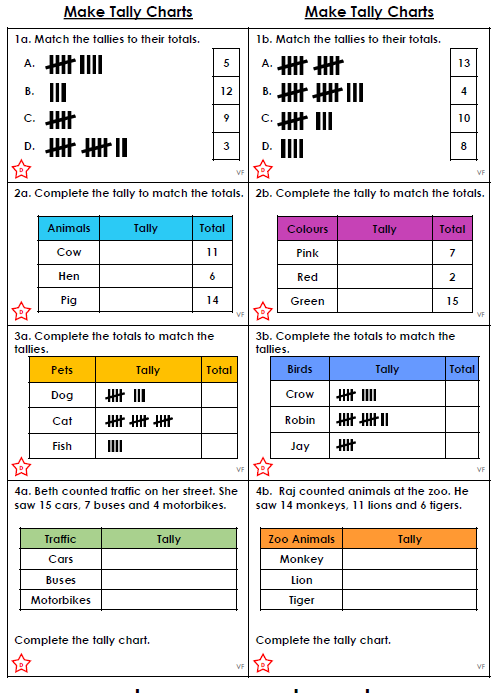 Make Tally Charts
1a. Match the tallies to their totals.
A.
5
B.
12
C.
9
D.
3
D
VF
Make Tally Charts
1b. Match the tallies to their totals.
A.
13
B.
4
C.
10
D.
8
D
VF
2a. Complete the tally to match the totals.
Animals Tally Total
Cow 11
Hen 6
Pig 14
D
VF
2b. Complete the tally to match the totals.
Colours Tally Total
Pink 7
Red 2
Green 15
D
VF
3a. Complete the totals to match the
tallies.
Pets Tally Total
Dog
Cat
Fish
D
VF
3b. Complete the totals to match the
tallies.
Birds Tally Total
Crow
Robin
Jay
D
VF
4a. Beth counted traffic on her street. She
saw 15 cars, 7 buses and 4 motorbikes.
Traffic Tally
Cars
Buses
Motorbikes
Complete the tally chart.
D
VF
4b. Raj counted animals at the zoo. He
saw 14 monkeys, 11 lions and 6 tigers.
Zoo Animals Tally
Monkey
Lion
Tiger
Complete the tally chart.
D
VF